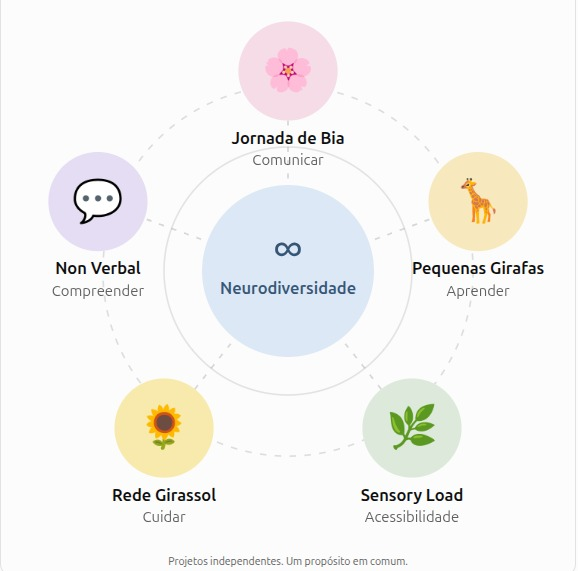 Jornada de Bia
Comunicar
Non Verbal
Compreender
Pequenas Girafas
Aprender
∞
Neurodiversidade
Rede Girassol
Cuidar
Sensory Load
Acessibilidade
Projetos independentes. Um propósito em comum.